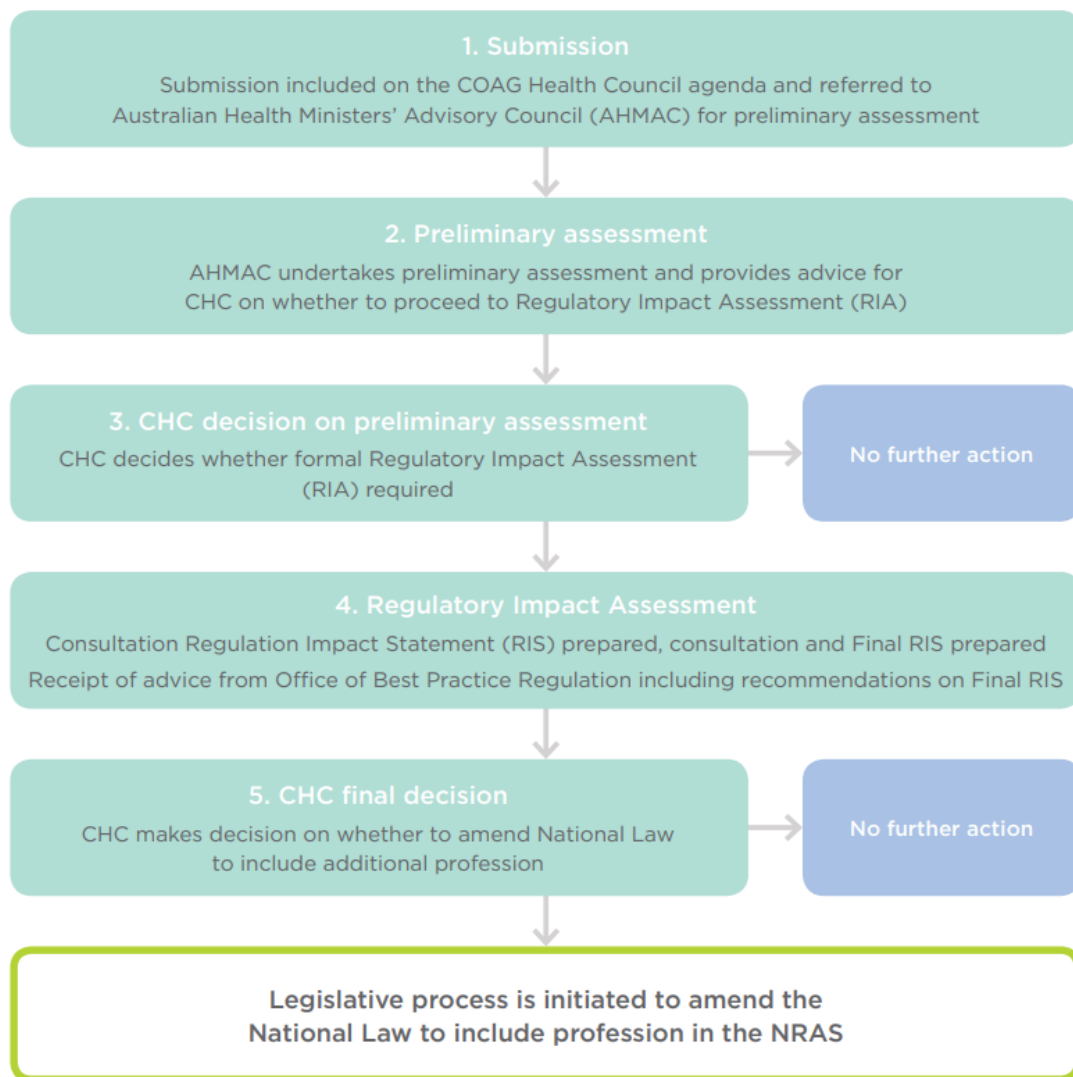 1. Submission
Submission included on the COAG Health Council agenda and referred to
Australian Health Ministers’ Advisory Council (AHMAC) for preliminary assessment
2. Preliminary assessment
AHMAC undertakes preliminary assessment and provides advice for
CHC on whether to proceed to Regulatory Impact Assessment (RIA)
3. CHC decision on preliminary assessment
CHC decides whether formal Regulatory Impact Assessment
(RIA) required
No further action
4. Regulatory Impact Assessment
Consultation Regulation Impact Statement (RIS) prepared, consultation and Final RIS prepared
Receipt of advice from Office of Best Practice Regulation including recommendations on Final RIS
5. CHC final decision
CHC makes decision on whether to amend National Law
to include additional profession
No further action
Legislative process is initiated to amend the
National Law to include profession in the NRAS